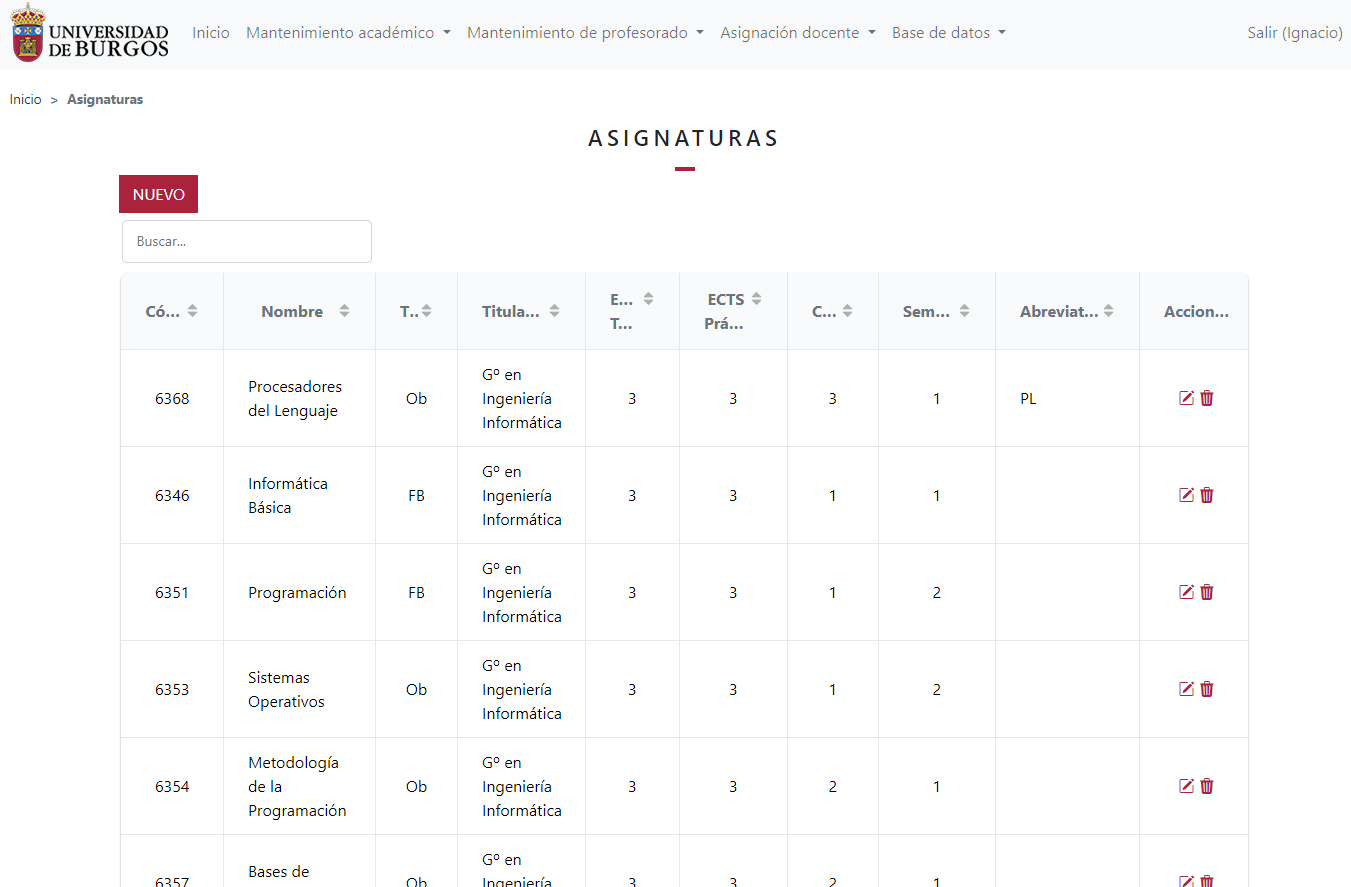 UNIVERSIDAD
DE BURGOS
Inicio Mantenimiento académico Mantenimiento de profesorado Asignación docente Base de datos Salir (Ignacio)
Inicio > Asignaturas
ASIGNATURAS
NUEVO
Buscar...
Có... Nombre T.. Titula... E... T... ECTS Prá... C... Sem... Abreviat... Accion...
6368 Procesadores del Lenguaje Ob Gº en Ingeniería Informática 3 3 3 1 PL
6346 Informática Básica FB Gº en Ingeniería Informática 3 3 1 1
6351 Programación FB Gº en Ingeniería Informática 3 3 1 2
6353 Sistemas Operativos Ob Gº en Ingeniería Informática 3 3 1 2
6354 Metodología de la Programación Ob Gº en Ingeniería Informática 3 3 2 1
6357 Bases de Ob Gº en Ingeniería 3 3 2 1